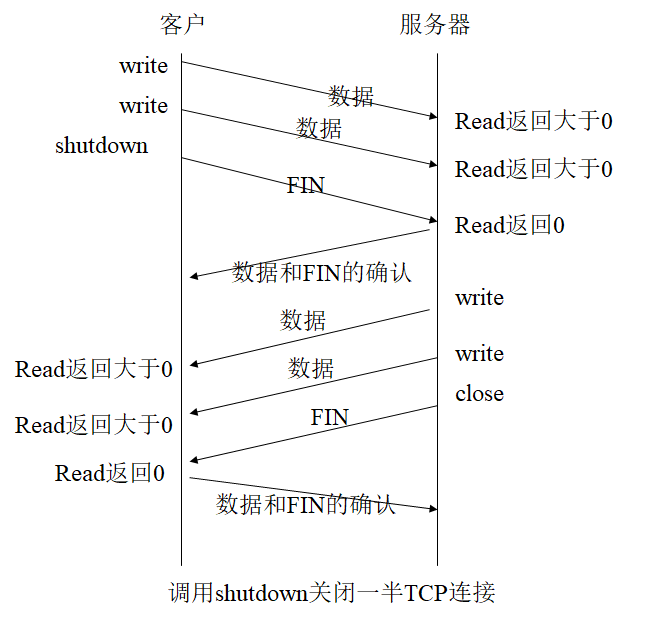 客户
服务器
write
数据
write
数据
Read返回大于0
shutdown
Read返回大于0
FIN
Read返回0
数据和FIN的确认
write
数据
write
Read返回大于0
数据
close
Read返回大于0
FIN
Read返回0
数据和FIN的确认
调用shutdown关闭一半TCP连接